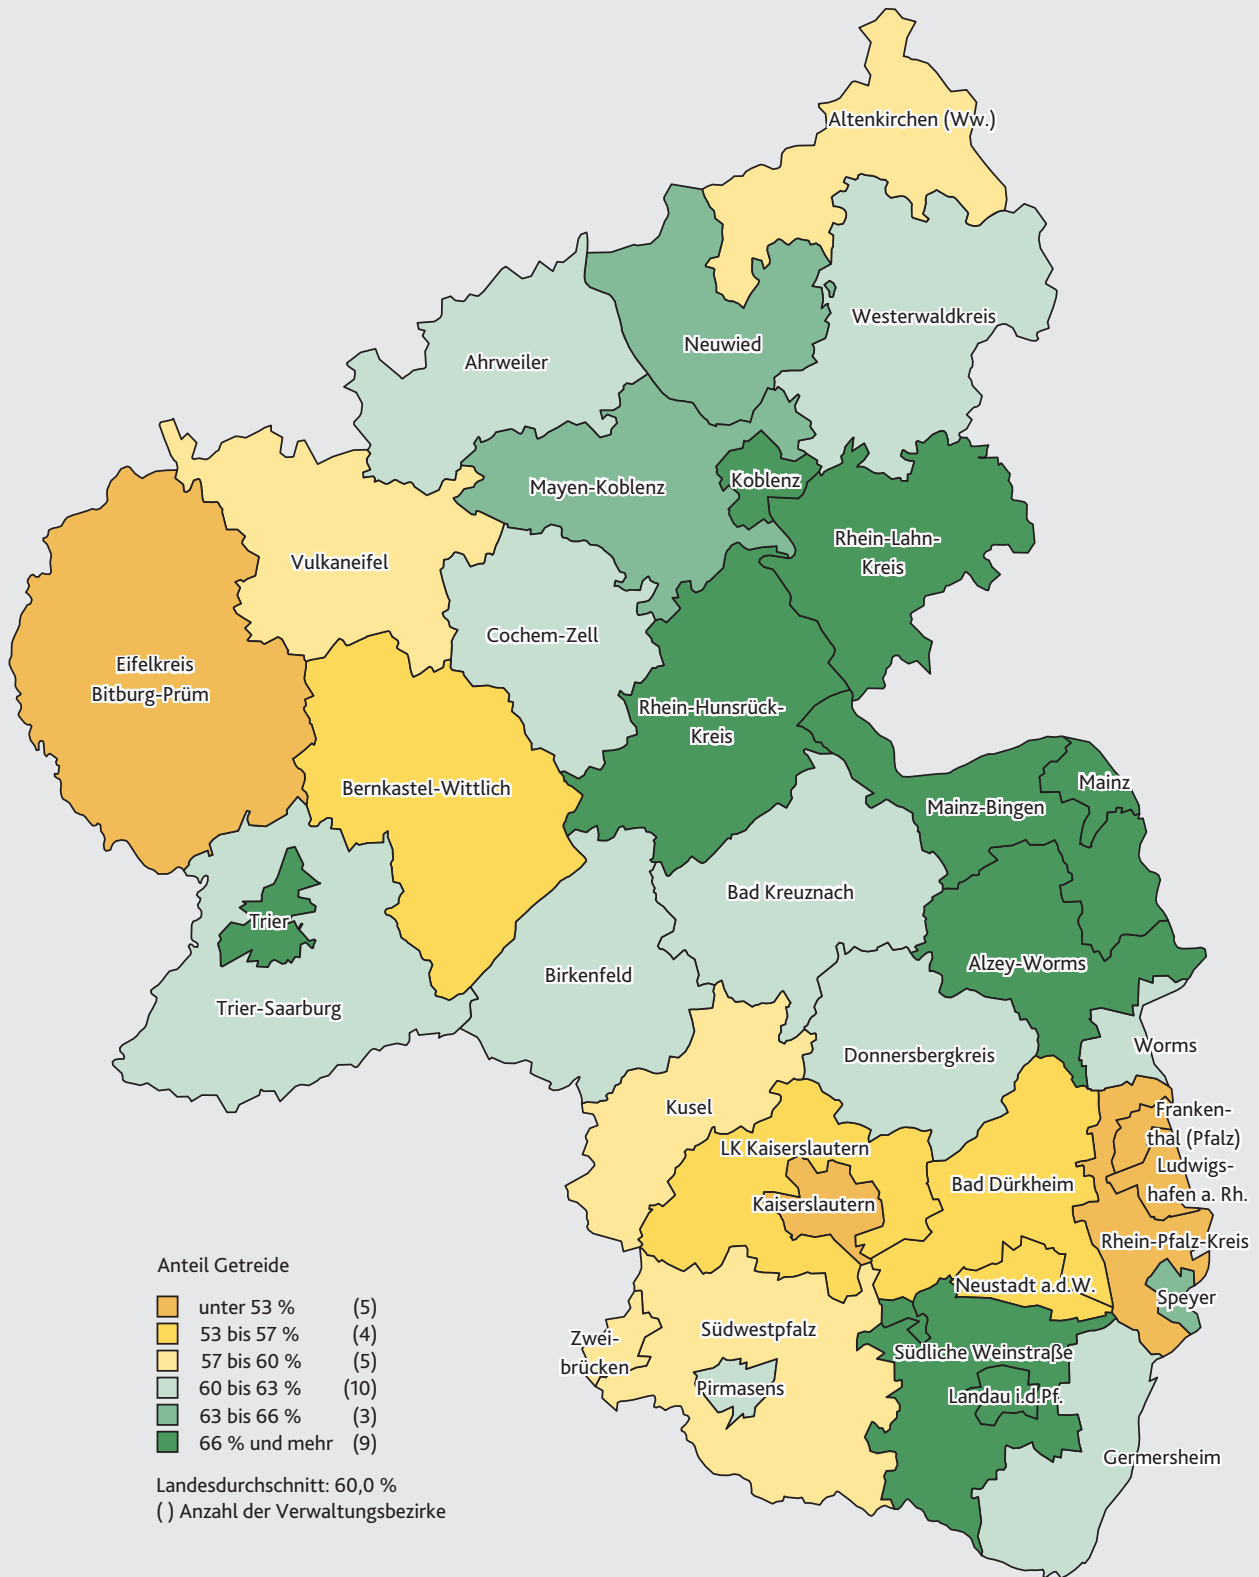 Altenkirchen (Ww.)
Westerwaldkreis
Neuwied
Ahrweiler
Mayen-Koblenz
Koblenz
Rhein-Lahn-
Kreis
Vulkaneifel
Cochem-Zell
Eifelkreis
Bitburg-Prüm
Rhein-Hunsrück-
Kreis
Bernkastel-Wittlich
Mainz
Mainz-Bingen
Bad Kreuznach
Trier
Alzey-Worms
Birkenfeld
Trier-Saarburg
Worms
Donnersbergkreis
Kusel
Franken-
thal (Pfalz)
LK Kaiserslautern
Ludwigs-
hafen a. Rh.
Bad Dürkheim
Kaiserslautern
Rhein-Pfalz-Kreis
Neustadt a.d.W.
Speyer
Südwestpfalz
Zwei-
brücken
Südliche Weinstraße
Pirmasens
Landau i.d.Pf.
Germersheim
Anteil Getreide
unter 53 % (5)
53 bis 57 % (4)
57 bis 60 % (5)
60 bis 63 % (10)
63 bis 66 % (3)
66 % und mehr (9)
Landesdurchschnitt: 60,0 %
( ) Anzahl der Verwaltungsbezirke